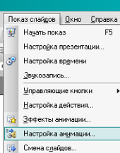 Показ слайдов Окно Справка
Начать показ F5
Настройка презентации...
Настройка времени
Звукозапись...
Управляющие кнопки
Настройка действия...
Эффекты анимации...
Настройка анимации...
Смена слайдов...